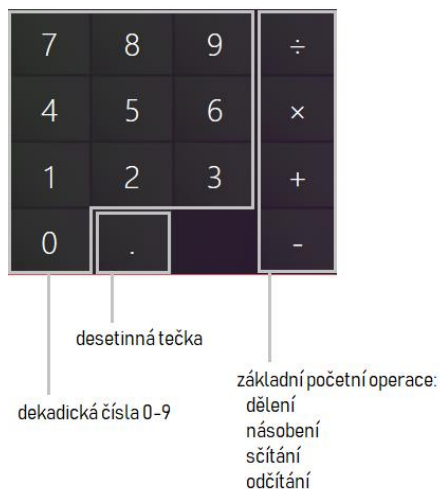 7 8 9 ÷
4 5 6 ×
1 2 3 +
0 . -
desetinná tečka
dekadická čísla 0-9
základní početní operace:
dělení
násobení
sčítání
odčítání